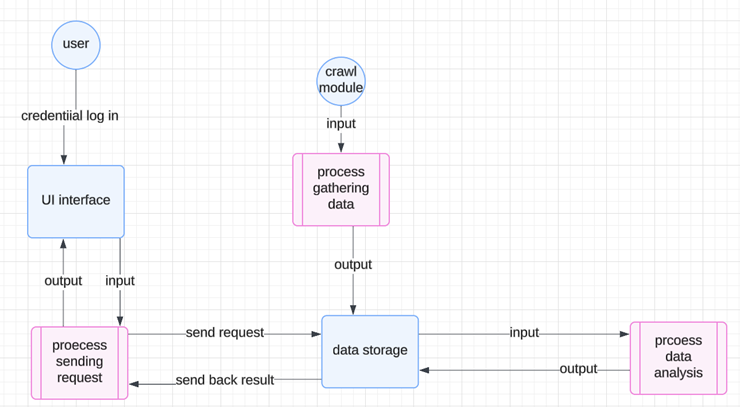 user
crawl
module
credentiial log in
input
process
gathering
data
UI interface
output
output
input
proecess
sending
request
send request
send back result
data storage
input
output
prcoess
data
analysis